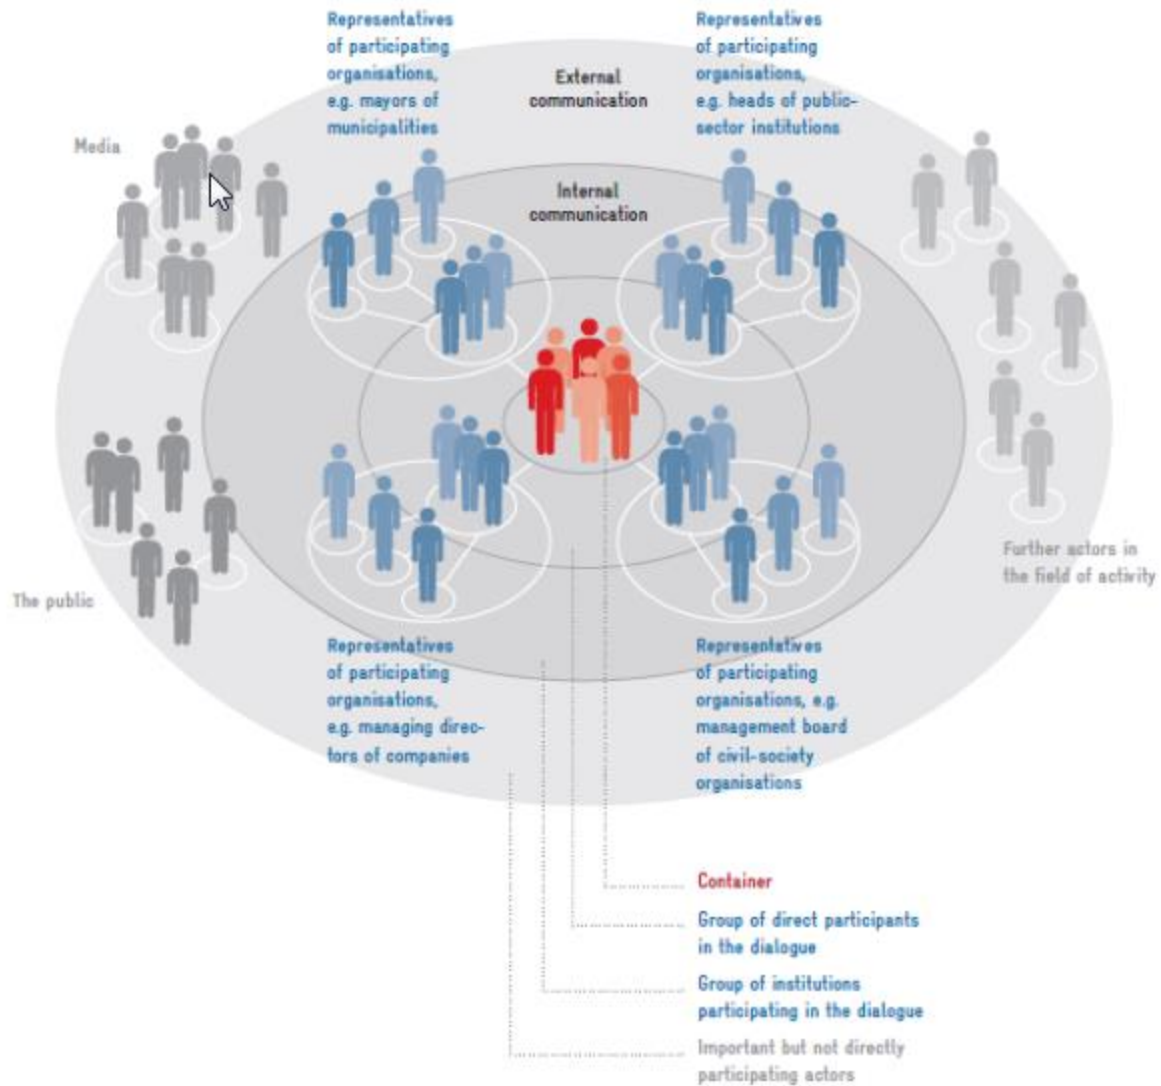 Representatives
of participating
organisations,
e.g. mayors of
municipalities
External
communication
Representatives
of participating
organisations,
e.g. heads of public-
sector institutions
Media
Internal
communication
Further actors in
the field of activity
The public
Representatives
of participating
organisations,
e.g. managing direc-
tors of companies
Representatives
of participating
organisations, e.g.
management board
of civil-society
organisations
Container
Group of direct participants
in the dialogue
Group of institutions
participating in the dialogue
Important but not directly
participating actors